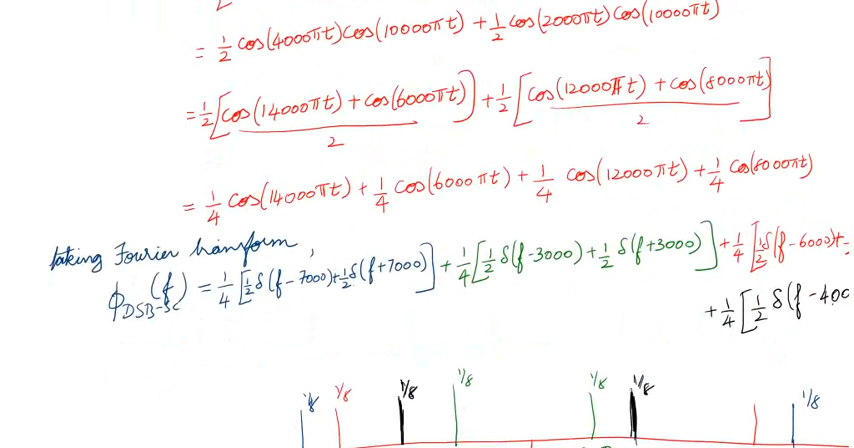 [
= 1/2 cos(4000πt)cos(10000πt) + 1/2 cos(2000πt)cos(10000πt)
= 1/2 [cos(14000πt) + cos(6000πt)] + 1/2 [cos(12000πt) + cos(8000πt)]
2 2
= 1/4 cos(14000πt) + 1/4 cos(6000πt) + 1/4 cos(12000πt) + 1/4 cos(8000πt)
taking Fourier transform,
ϕ_DSB-SC (f) = 1/4 [1/2 δ(f-7000) + 1/2 δ(f+7000)] + 1/4 [1/2 δ(f-3000) + 1/2 δ(f+3000)] + 1/4 [1/2 δ(f-6000) +
+ 1/4 [1/2 δ(f-400
1/8 1/8 1/8 1/8 1/8 1/8 1/8